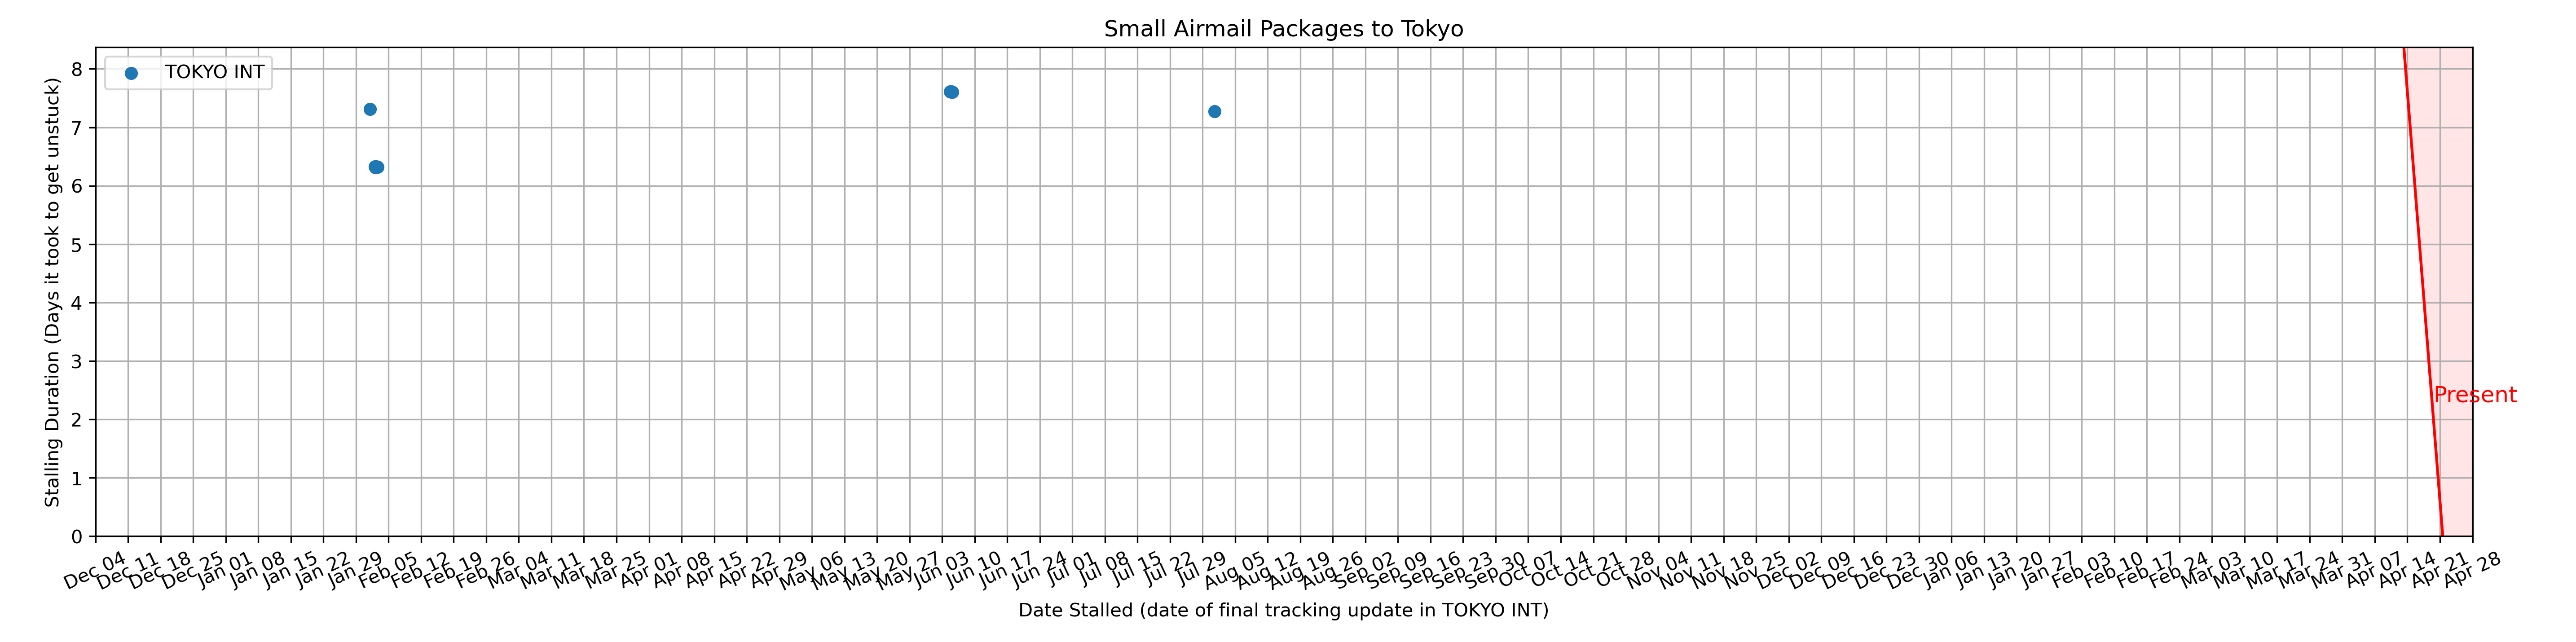 Small Airmail Packages to Tokyo
TOKYO INT
Stalling Duration (Days it took to get unstuck)
8
7
6
5
4
3
2
1
0
Present
Dec 04
Dec 11
Dec 18
Dec 25
Jan 01
Jan 08
Jan 15
Jan 22
Jan 29
Feb 05
Feb 12
Feb 19
Feb 26
Mar 04
Mar 11
Mar 18
Mar 25
Apr 01
Apr 08
Apr 15
Apr 22
Apr 29
May 06
May 13
May 20
May 27
Jun 03
Jun 10
Jun 17
Jun 24
Jul 01
Jul 08
Jul 15
Jul 22
Jul 29
Aug 05
Aug 12
Aug 19
Aug 26
Sep 02
Sep 09
Sep 16
Sep 23
Sep 30
Oct 07
Oct 14
Oct 21
Oct 28
Nov 04
Nov 11
Nov 18
Nov 25
Dec 02
Dec 09
Dec 16
Dec 23
Dec 30
Jan 06
Jan 13
Jan 20
Jan 27
Feb 03
Feb 10
Feb 17
Feb 24
Mar 03
Mar 10
Mar 17
Mar 24
Mar 31
Apr 07
Apr 14
Apr 21
Apr 28
Date Stalled (date of final tracking update in TOKYO INT)